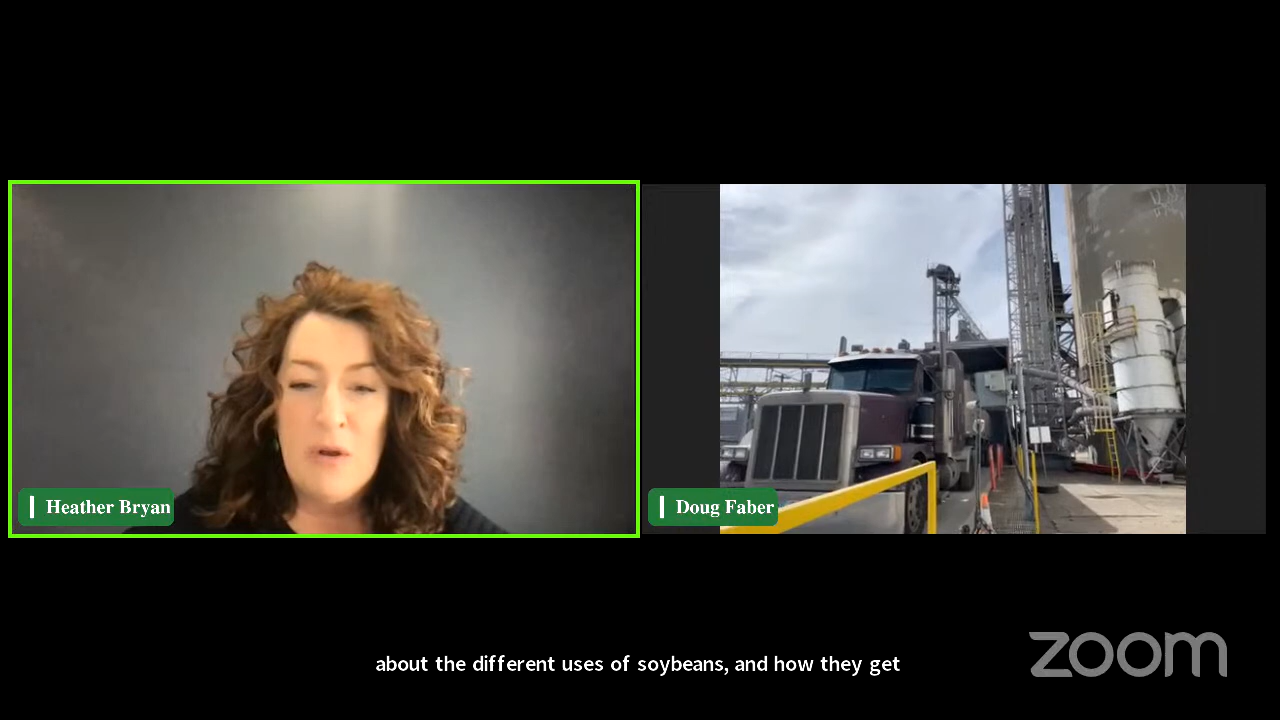 Heather Bryan
Doug Faber
about the different uses of soybeans, and how they get
zoom